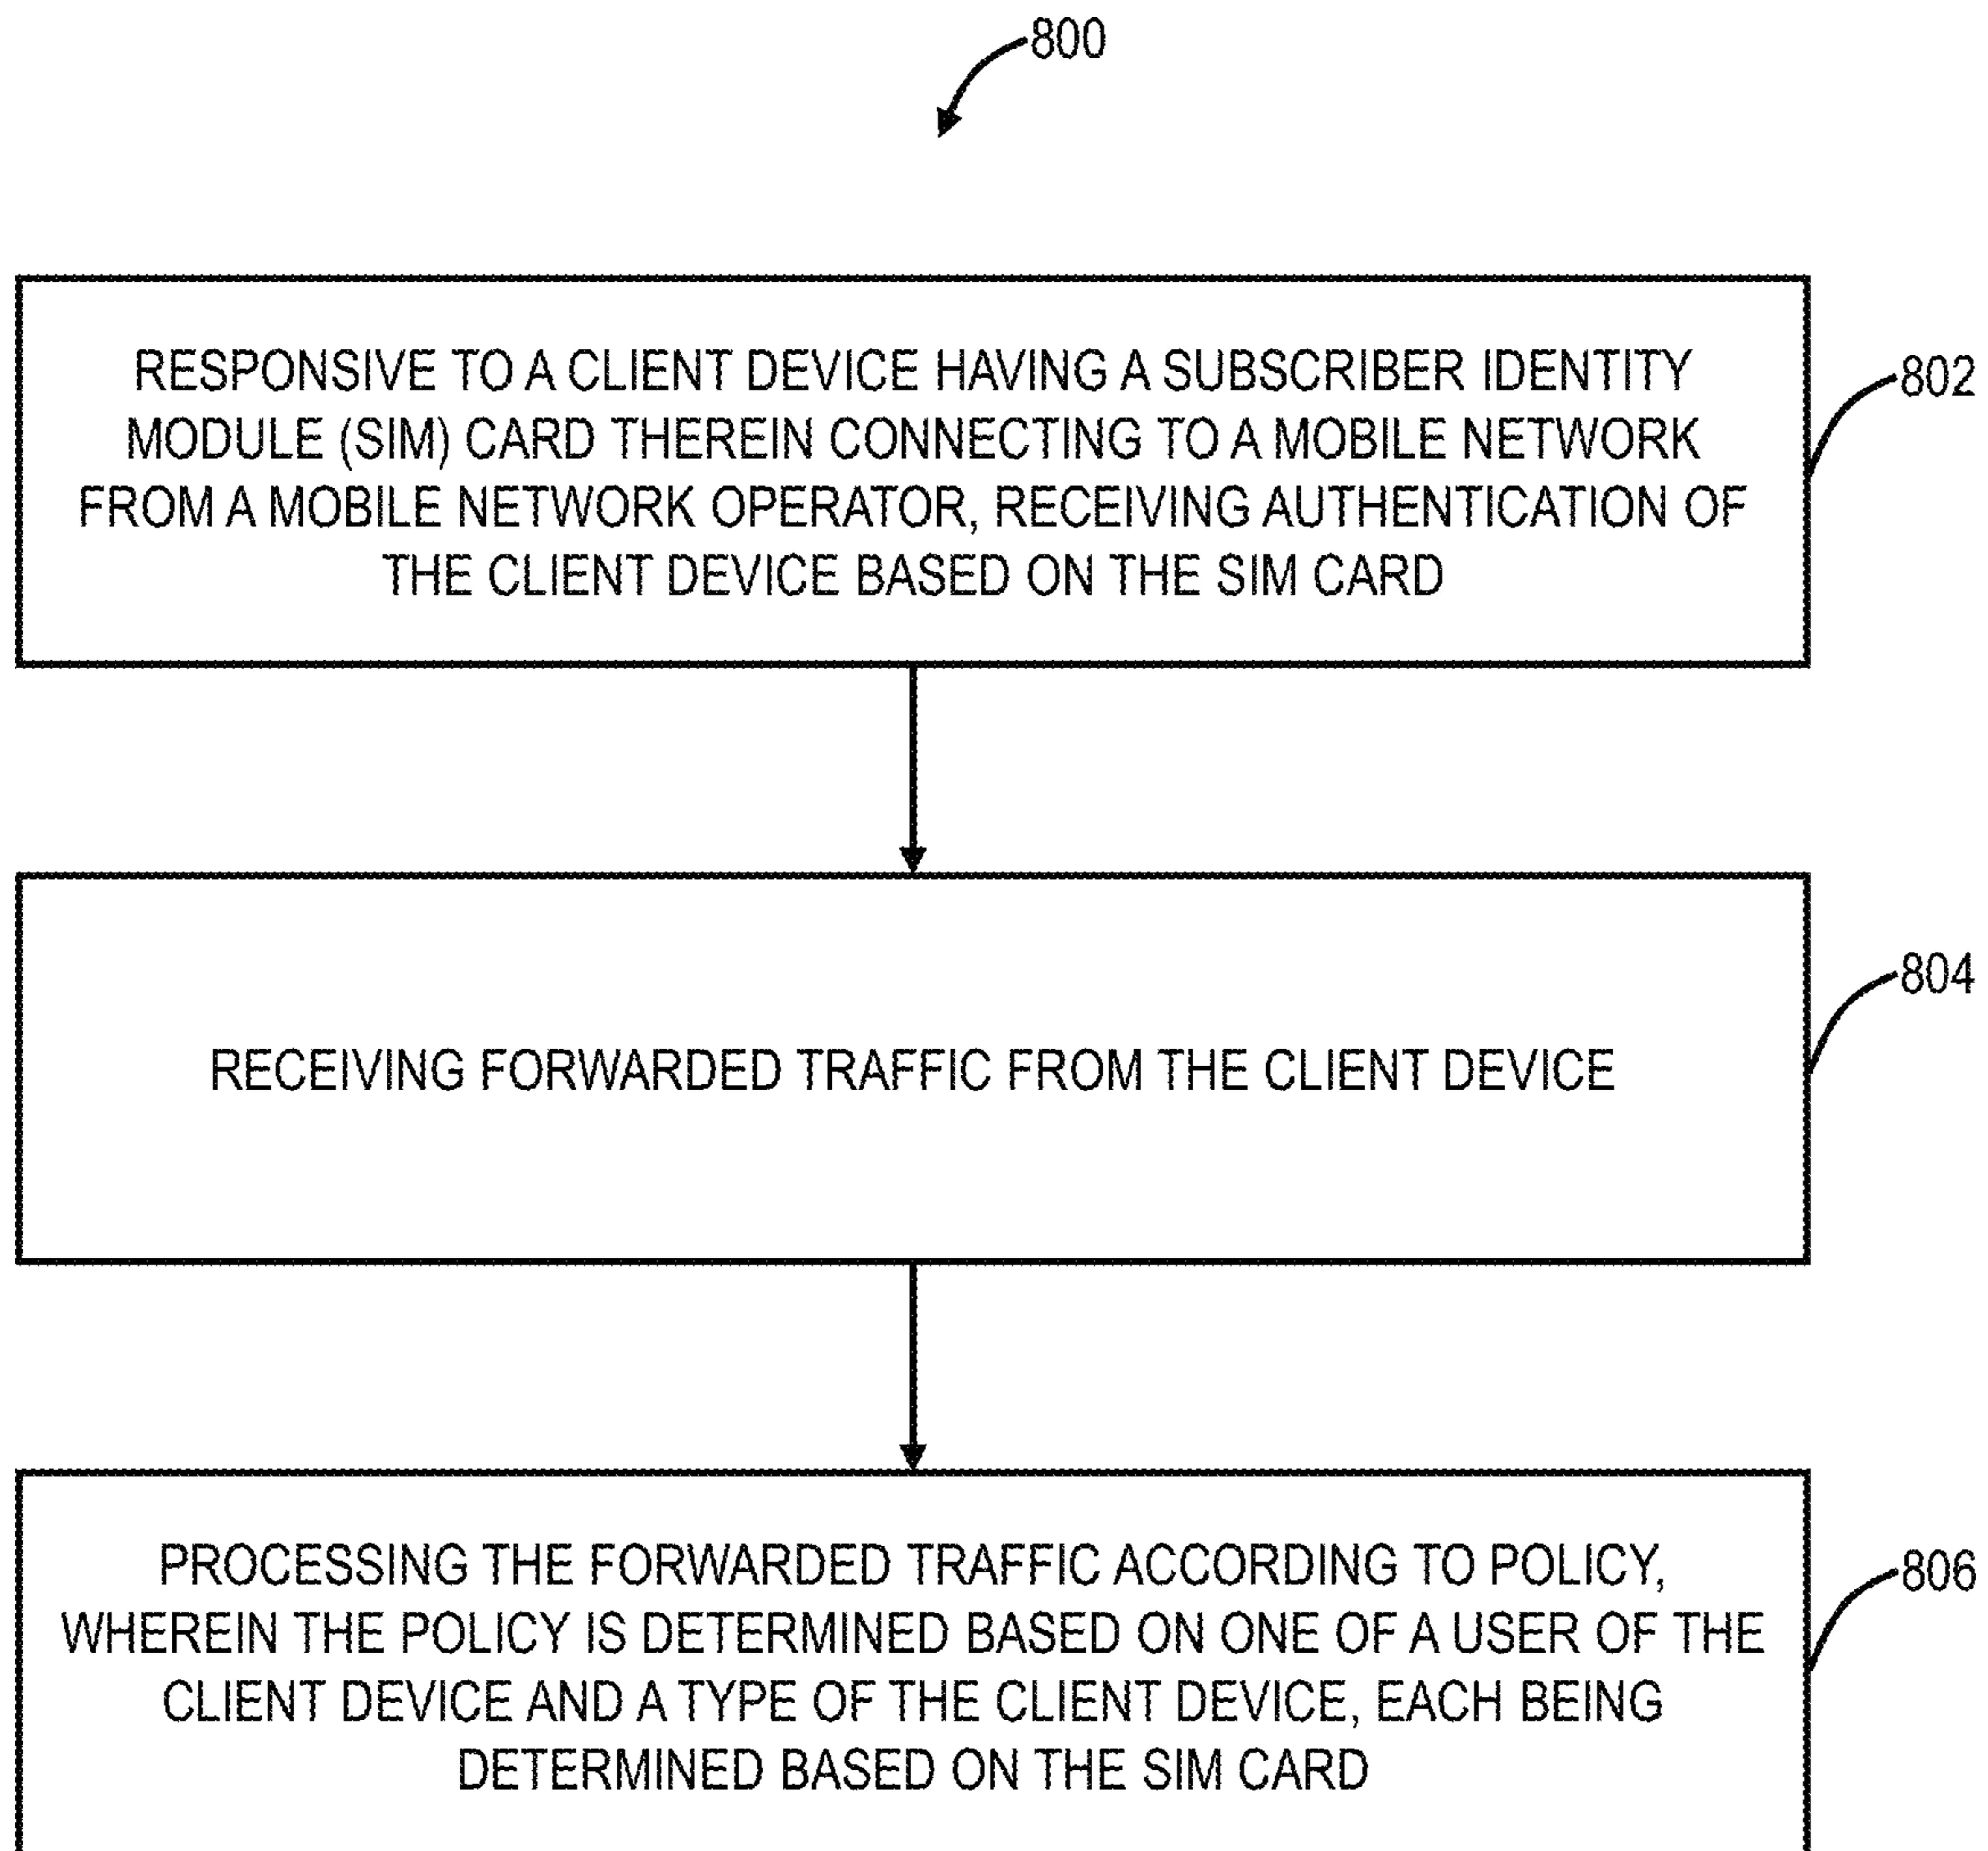 800
RESPONSIVE TO A CLIENT DEVICE HAVING A SUBSCRIBER IDENTITY
MODULE (SIM) CARD THEREIN CONNECTING TO A MOBILE NETWORK
FROM A MOBILE NETWORK OPERATOR, RECEIVING AUTHENTICATION OF
THE CLIENT DEVICE BASED ON THE SIM CARD
802
RECEIVING FORWARDED TRAFFIC FROM THE CLIENT DEVICE
804
PROCESSING THE FORWARDED TRAFFIC ACCORDING TO POLICY,
WHEREIN THE POLICY IS DETERMINED BASED ON ONE OF A USER OF THE
CLIENT DEVICE AND A TYPE OF THE CLIENT DEVICE, EACH BEING
DETERMINED BASED ON THE SIM CARD
806